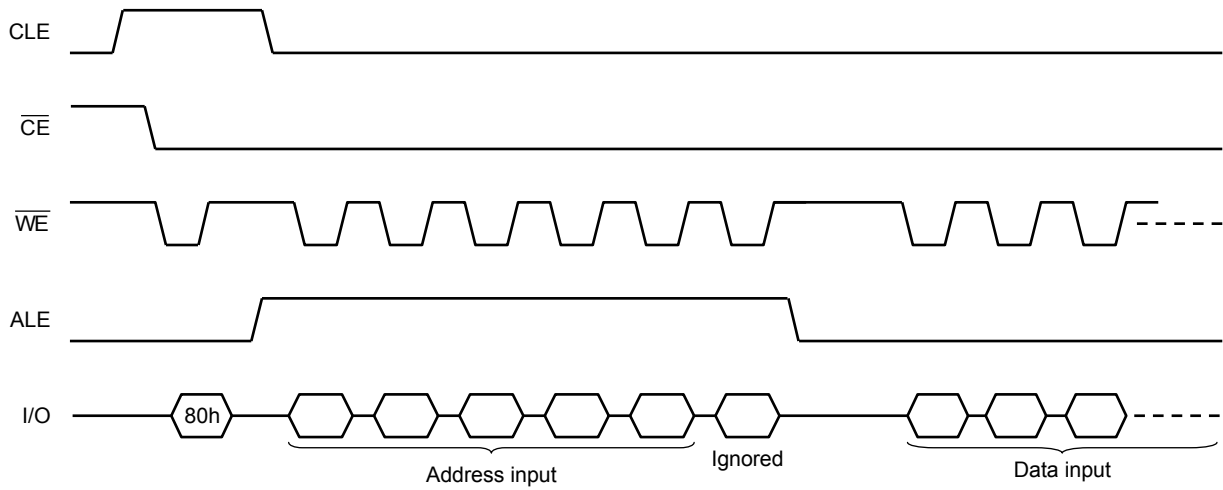 CLE
CE
WE
ALE
I/O
80h
Address input
Ignored
Data input